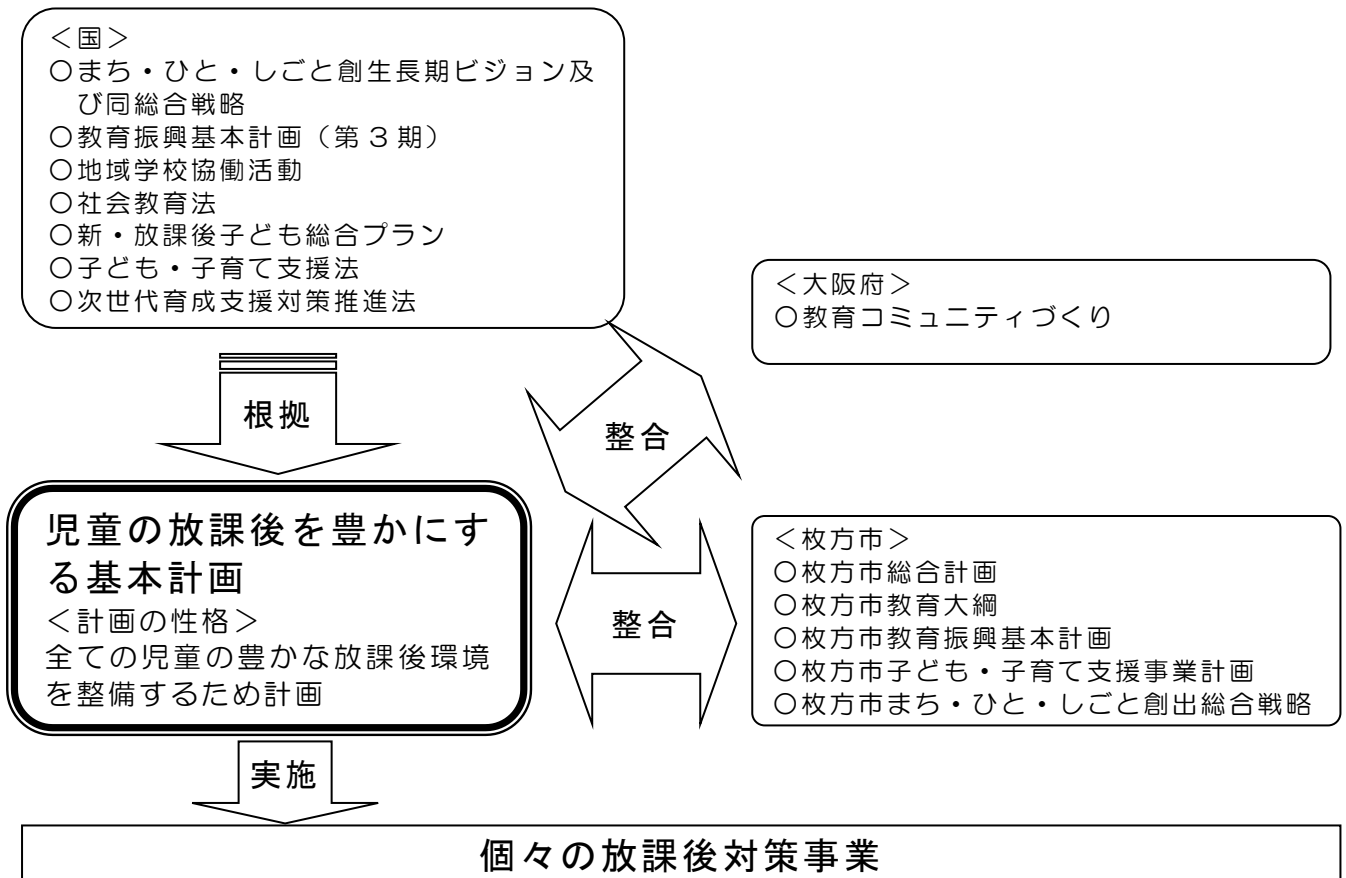 ＜国＞
○まち・ひと・しごと創生長期ビジョン及
び同総合戦略
○教育振興基本計画（第３期）
○地域学校協働活動
○社会教育法
○新・放課後子ども総合プラン
○子ども・子育て支援法
○次世代育成支援対策推進法
＜大阪府＞
○教育コミュニティづくり
根拠
整合
児童の放課後を豊かにす
る基本計画
＜計画の性格＞
全ての児童の豊かな放課後環境
を整備するため計画
整合
＜枚方市＞
○枚方市総合計画
○枚方市教育大綱
○枚方市教育振興基本計画
○枚方市子ども・子育て支援事業計画
○枚方市まち・ひと・しごと創出総合戦略
実施
個々の放課後対策事業